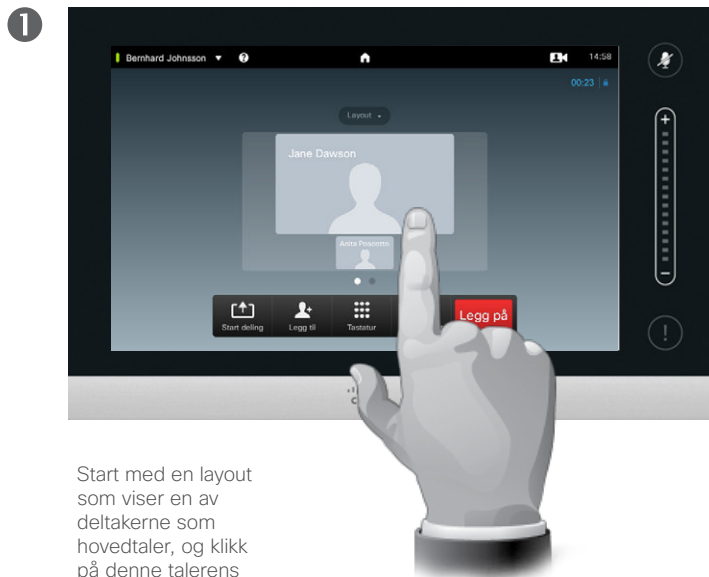 1
Bernhard Johnsson ▼ ? 14:58
00:23
Layout
Jane Dawson
Anita
Start deling Legg til Tastatur Legg på
+
−
!
Start med en layout
som viser en av
deltakerne som
hovedtaler, og klikk
på denne talerens